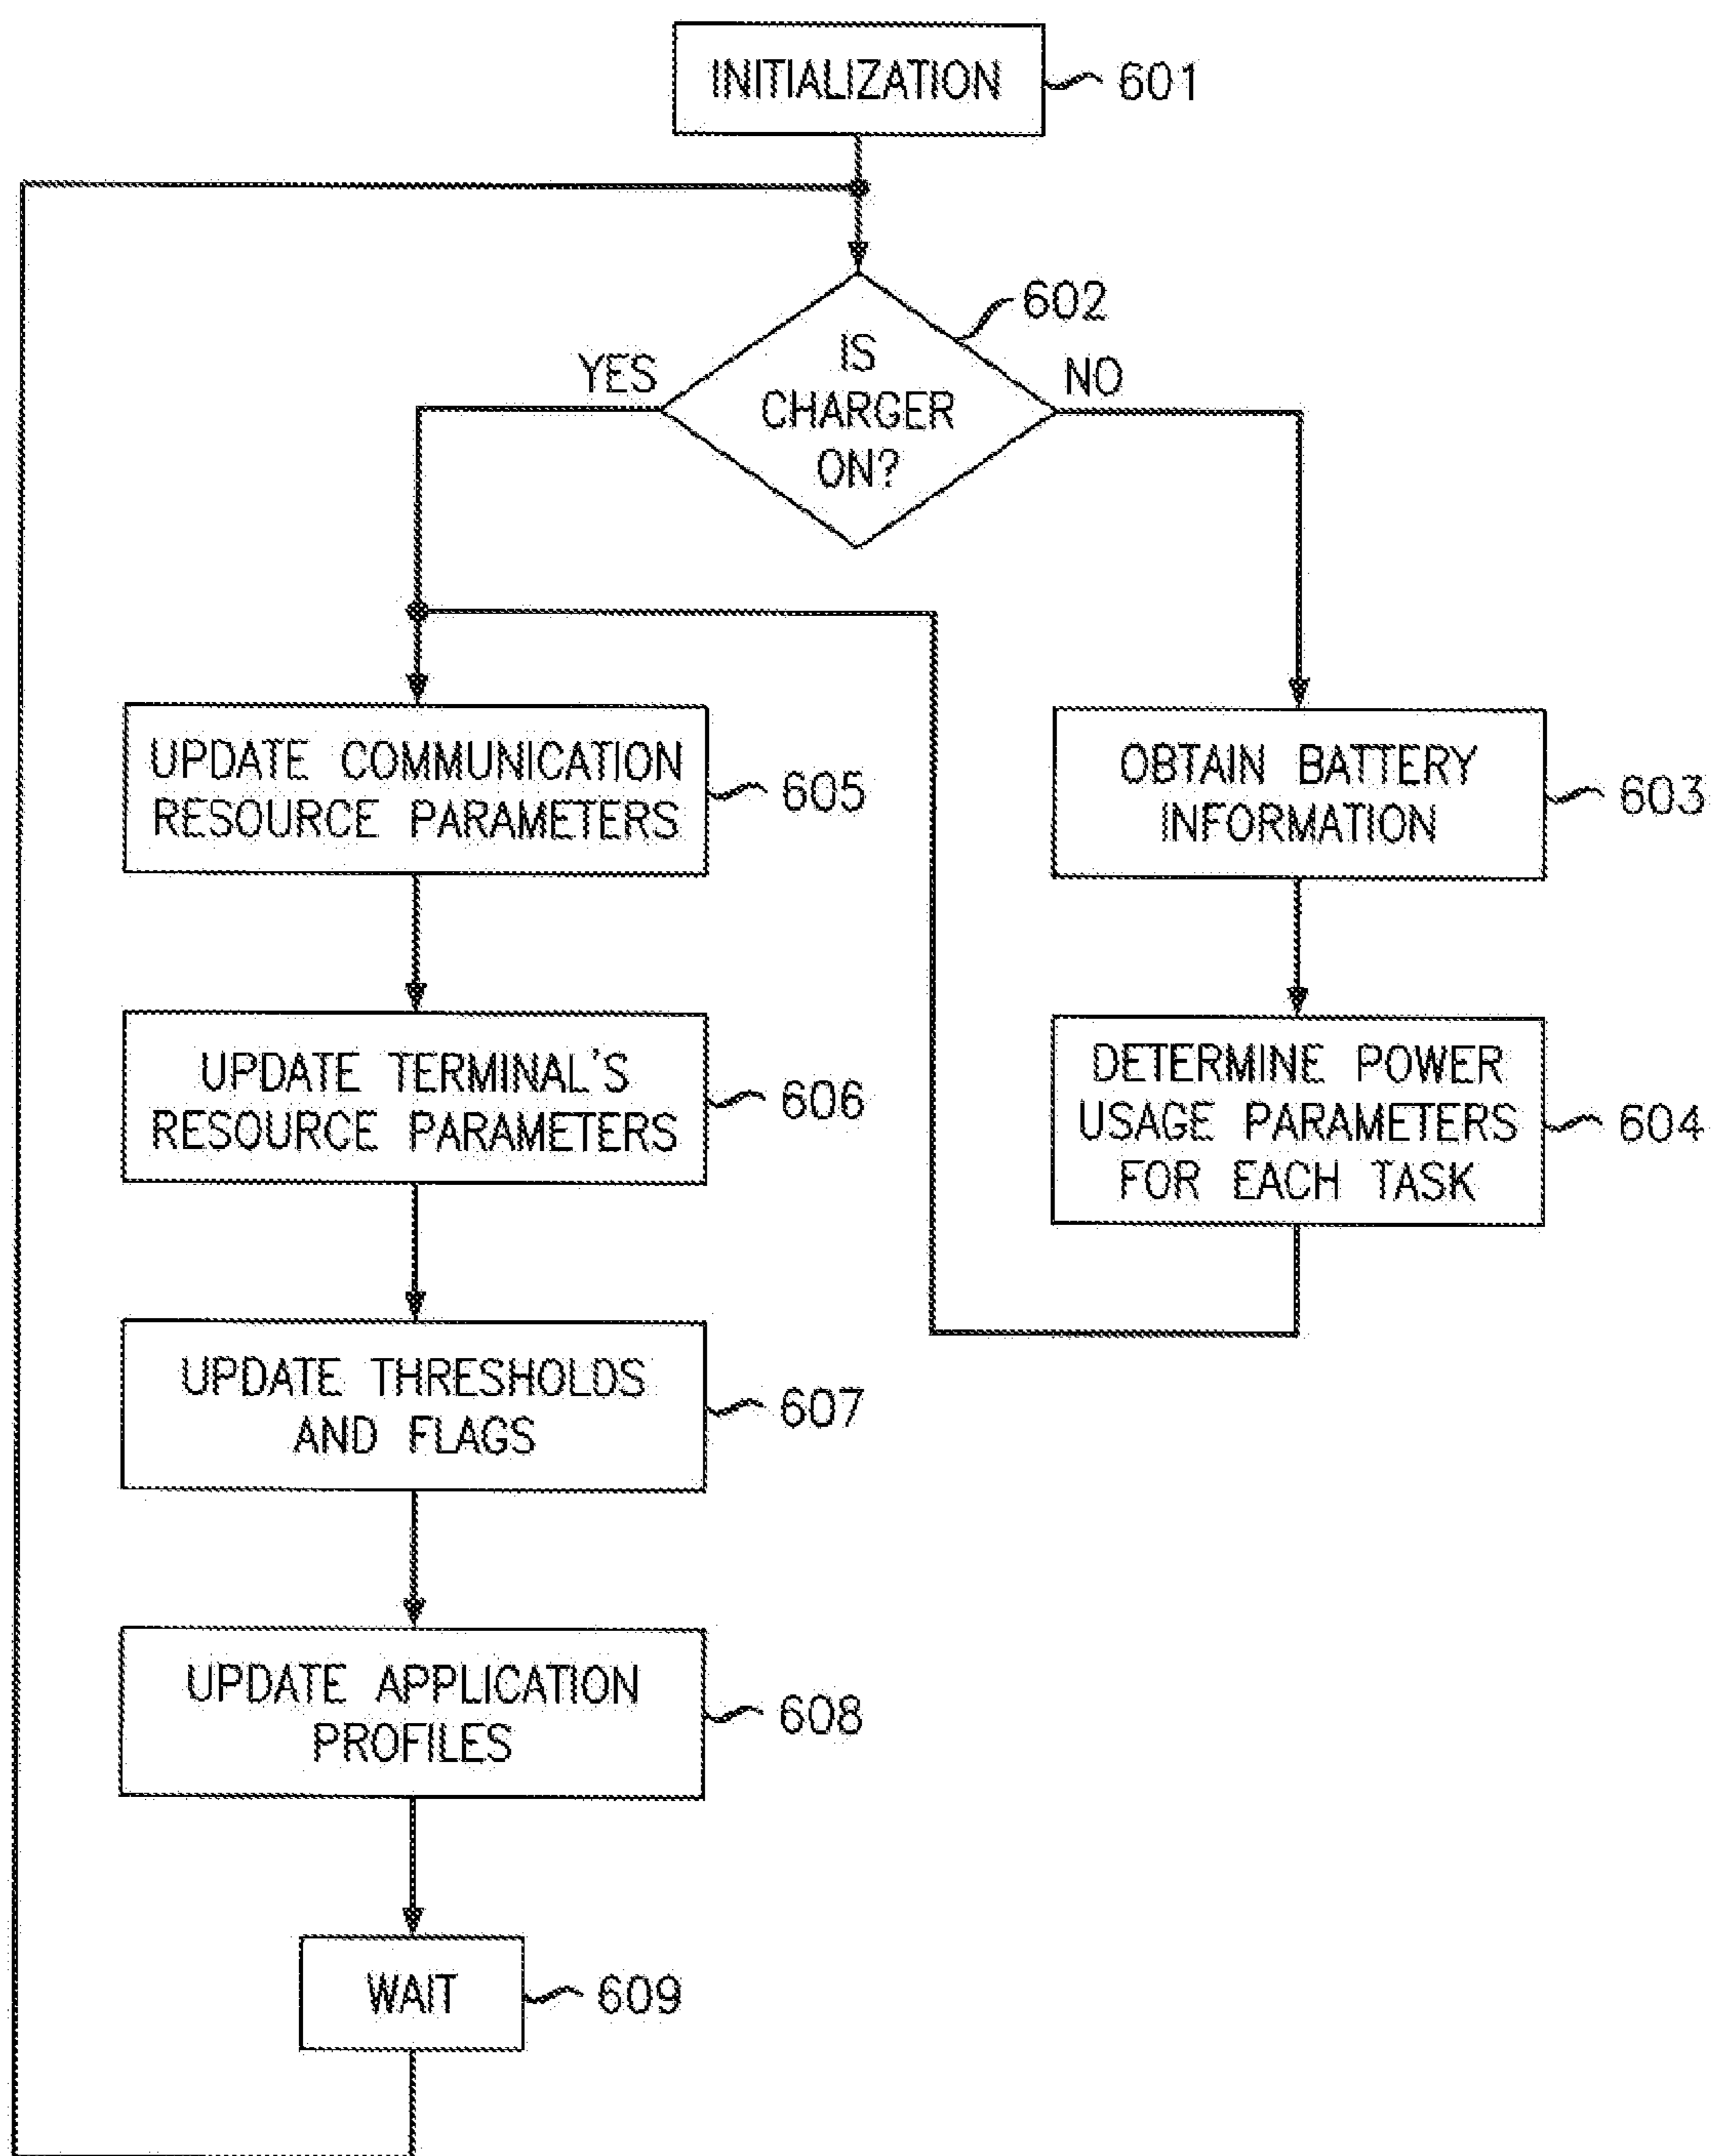 INITIALIZATION
601
602
IS
CHARGER
ON?
YES
NO
UPDATE COMMUNICATION
RESOURCE PARAMETERS
605
OBTAIN BATTERY
INFORMATION
603
UPDATE TERMINAL'S
RESOURCE PARAMETERS
606
DETERMINE POWER
USAGE PARAMETERS
FOR EACH TASK
604
UPDATE THRESHOLDS
AND FLAGS
607
UPDATE APPLICATION
PROFILES
608
WAIT
609